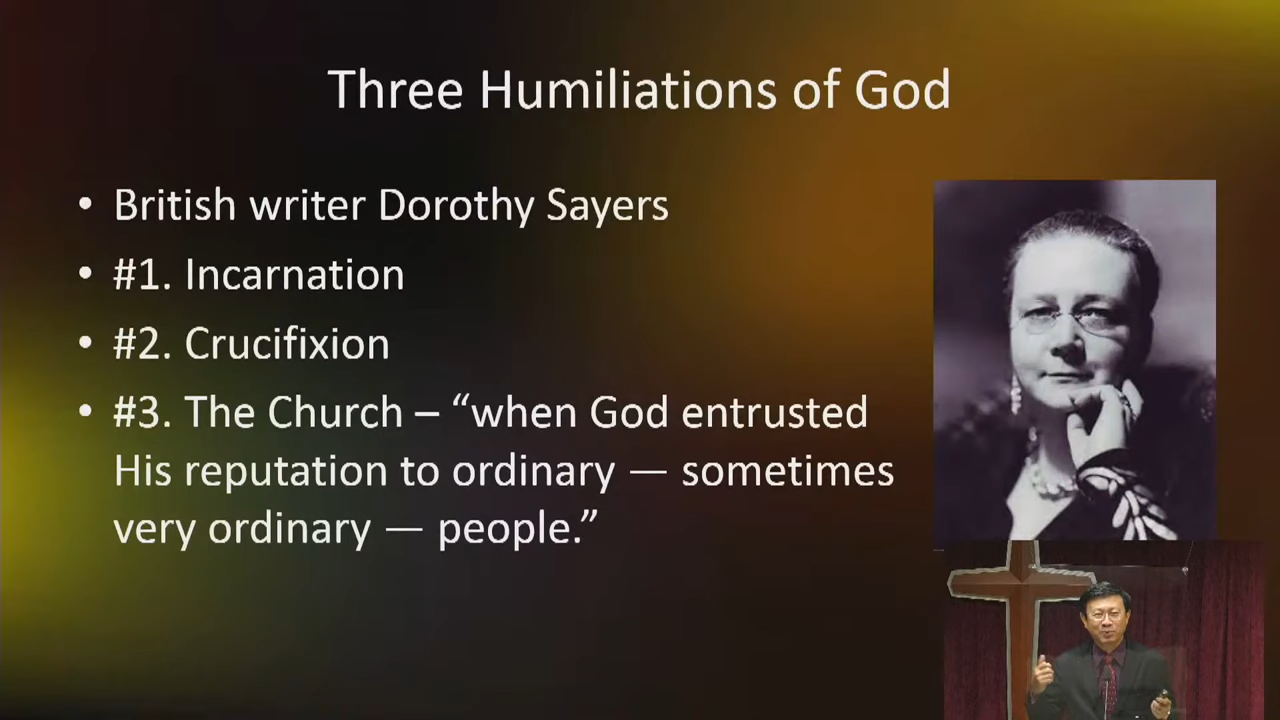 Three Humiliations of God
• British writer Dorothy Sayers
• #1. Incarnation
• #2. Crucifixion
• #3. The Church – “when God entrusted
His reputation to ordinary — sometimes
very ordinary — people.”